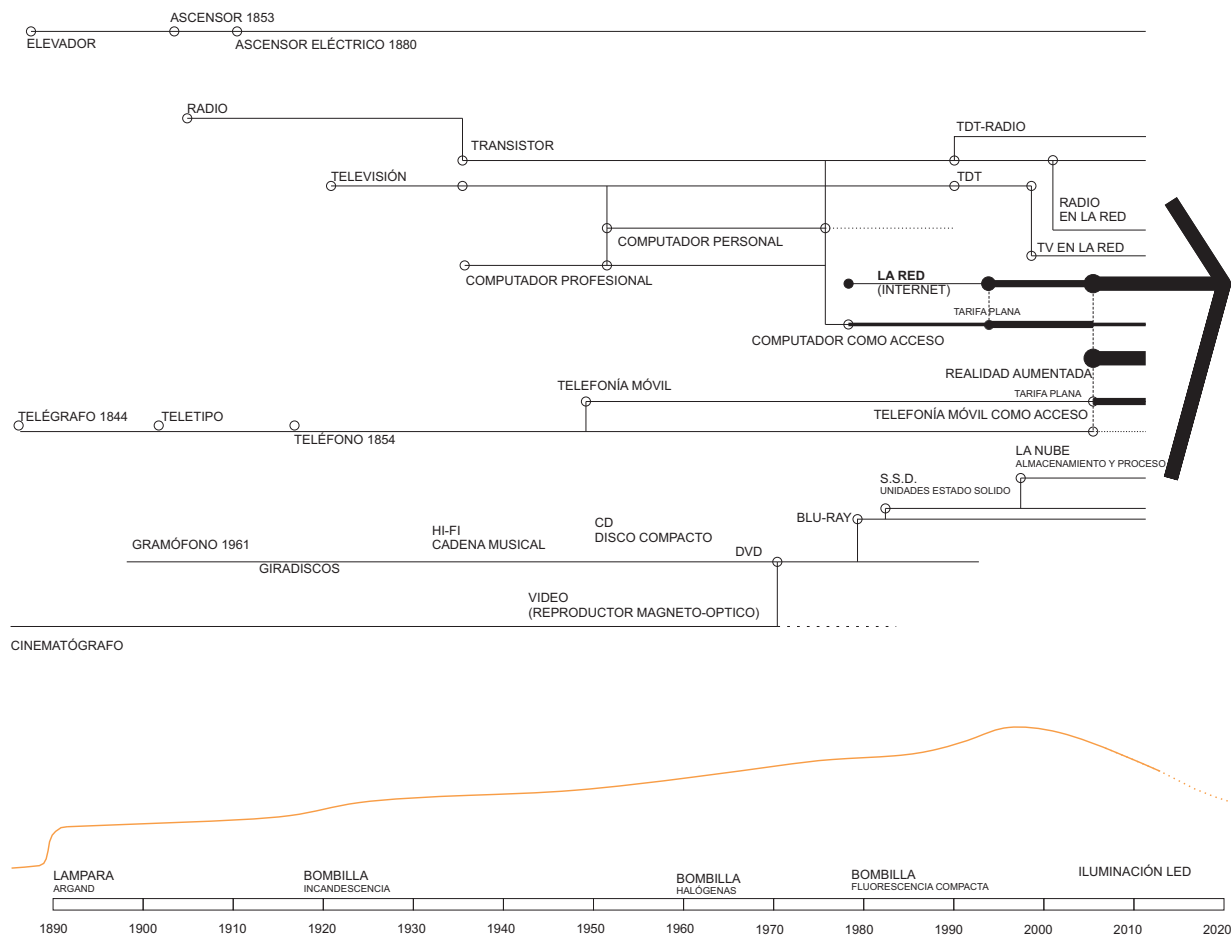 ASCENSOR 1853
ELEVADOR
ASCENSOR ELÉCTRICO 1880
RADIO
TDT-RADIO
TRANSISTOR
TELEVISIÓN
TDT
RADIO
EN LA RED
COMPUTADOR PERSONAL
TV EN LA RED
COMPUTADOR PROFESIONAL
LA RED
(INTERNET)
TARIFA PLANA
COMPUTADOR COMO ACCESO
REALIDAD AUMENTADA
TELEFONÍA MÓVIL
TARIFA PLANA
TELÉGRAFO 1844
TELETIPO
TELEFONÍA MÓVIL COMO ACCESO
TELÉFONO 1854
LA NUBE
ALMACENAMIENTO Y PROCESO
S.S.D.
UNIDADES ESTADO SOLIDO
BLU-RAY
HI-FI
CADENA MUSICAL
CD
DISCO COMPACTO
GRAMÓFONO 1961
DVD
GIRADISCOS
VIDEO
(REPRODUCTOR MAGNETO-OPTICO)
CINEMATÓGRAFO
LAMPARA
ARGAND
BOMBILLA
INCANDESCENCIA
BOMBILLA
HALÓGENAS
BOMBILLA
FLUORESCENCIA COMPACTA
ILUMINACIÓN LED
1890 1900 1910 1920 1930 1940 1950 1960 1970 1980 1990 2000 2010 2020